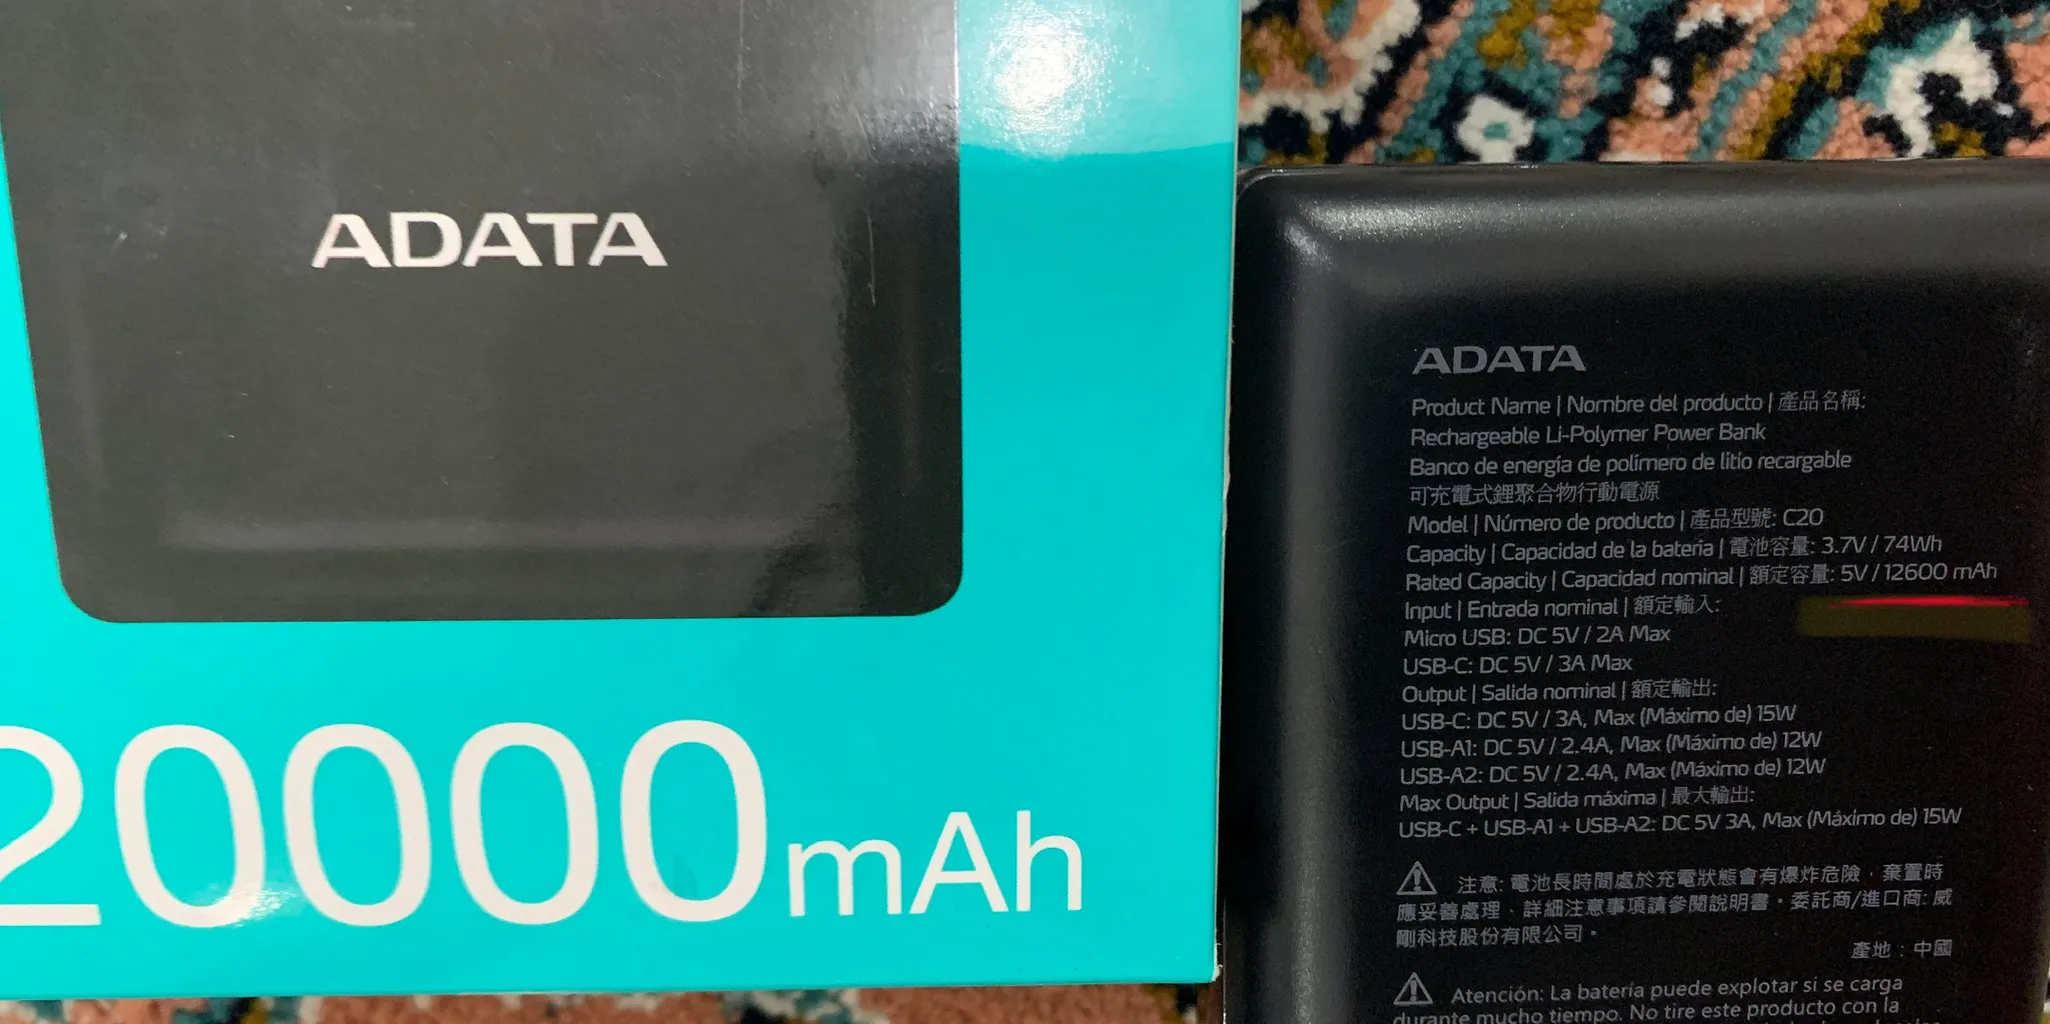 ADATA
20000mAh
ADATA
Product Name | Nombre del producto | 產品名稱:
Rechargeable Li-Polymer Power Bank
Banco de energía de polímero de litio recargable
可充電式鋰聚合物行動電源
Model | Número de producto | 產品型號: C20
Capacity | Capacidad de la batería | 電池容量: 3.7V / 74Wh
Rated Capacity | Capacidad nominal | 額定容量: 5V / 12600 mAh
Input | Entrada nominal | 額定輸入:
Micro USB: DC 5V / 2A Max
USB-C: DC 5V / 3A Max
Output | Salida nominal | 額定輸出:
USB-C: DC 5V / 3A, Max (Máximo de) 15W
USB-A1: DC 5V / 2.4A, Max (Máximo de) 12W
USB-A2: DC 5V / 2.4A, Max (Máximo de) 12W
Max Output | Salida máxima | 最大輸出:
USB-C + USB-A1 + USB-A2: DC 5V 3A, Max (Máximo de) 15W
注意: 電池長時間處於充電狀態會有爆炸危險，棄置時
應妥善處理，詳細注意事項請參閱說明書。委託商/進口商: 威
剛科技股份有限公司。
產地：中國
Atención: La batería puede explotar si se carga
durante mucho tiempo. No tire este producto con la